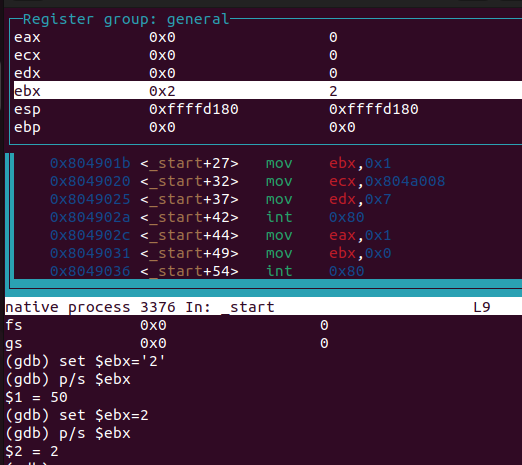 Register group: general
eax 0x0 0
ecx 0x0 0
edx 0x0 0
ebx 0x2 2
esp 0xffffd180 0xffffd180
ebp 0x0 0x0
0x804901b <_start+27> mov ebx,0x1
0x8049020 <_start+32> mov ecx,0x804a008
0x8049025 <_start+37> mov edx,0x7
0x804902a <_start+42> int 0x80
0x804902c <_start+44> mov eax,0x1
0x8049031 <_start+49> mov ebx,0x0
0x8049036 <_start+54> int 0x80
native process 3376 In: _start L9
fs 0x0 0
gs 0x0 0
(gdb) set $ebx='2'
(gdb) p/s $ebx
$1 = 50
(gdb) set $ebx=2
(gdb) p/s $ebx
$2 = 2